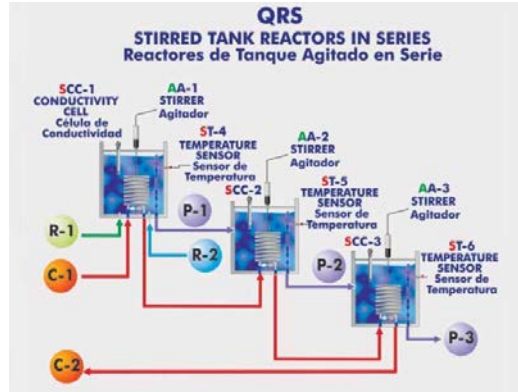 QRS
STIRRED TANK REACTORS IN SERIES
Reactores de Tanque Agitado en Serie
SCC-1
CONDUCTIVITY
CELL
Célula de
Conductividad
AA-1
STIRRER
Agitador
ST-4
TEMPERATURE
SENSOR
Sensor de
Temperatura
AA-2
STIRRER
Agitador
SCC-2
ST-5
TEMPERATURE
SENSOR
Sensor de
Temperatura
AA-3
STIRRER
Agitador
SCC-3
ST-6
TEMPERATURE
SENSOR
Sensor de
Temperatura
R-1
P-1
C-1
R-2
P-2
P-3
C-2